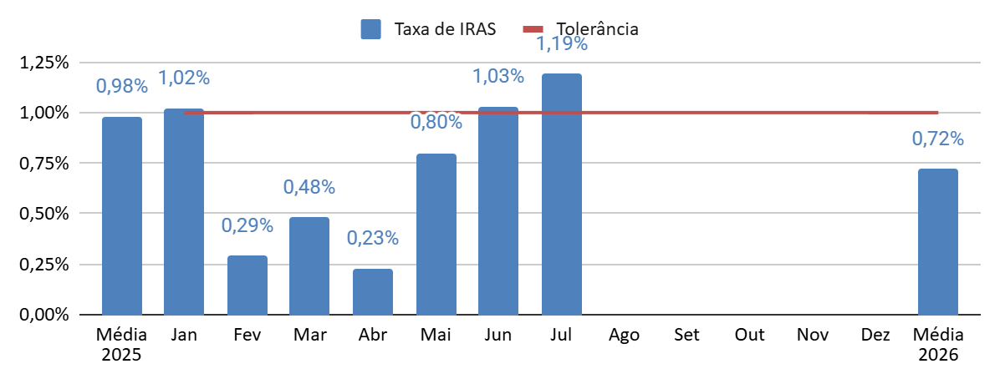 Taxa de IRAS Tolerância
1,25%
1,00%
0,75%
0,50%
0,25%
0,00%
0,98%
1,02%
0,29%
0,48%
0,23%
0,80%
1,03%
1,19%
0,72%
Média 2025
Jan
Fev
Mar
Abr
Mai
Jun
Jul
Ago
Set
Out
Nov
Dez
Média 2026